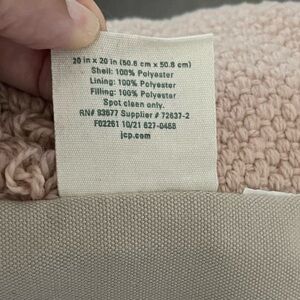 20 in x 20 in (50.8 cm x 50.8 cm)
Shell: 100% Polyester
Lining: 100% Polyester
Filling: 100% Polyester
Spot clean only.
RN# 93677 Supplier # 72637-2
F02261 10/21 627-0488
jcp.com